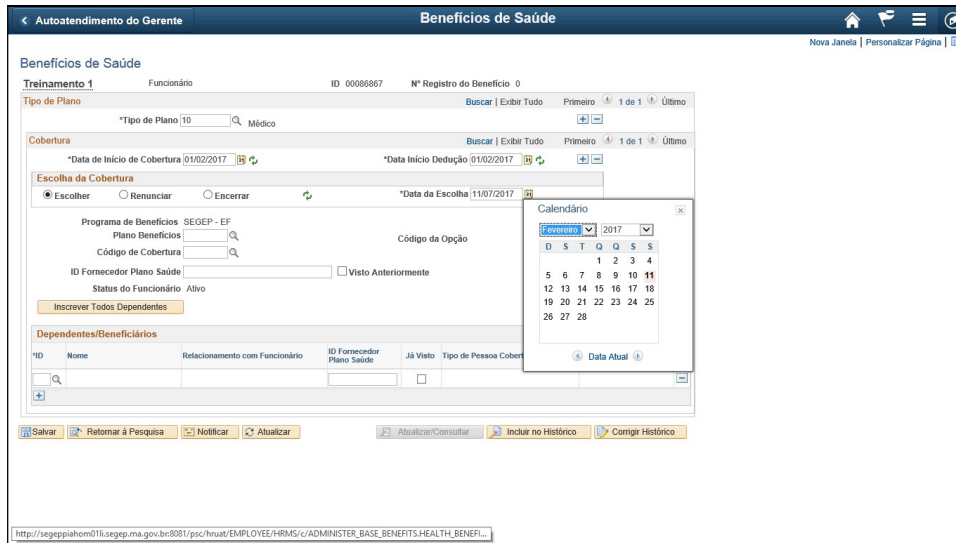 Autoatendimento do Gerente Benefícios de Saúde
Nova Janela | Personalizar Página |
Benefícios de Saúde
Treinamento 1 Funcionário ID 00086867 Nº Registro do Benefício 0
Tipo de Plano Buscar | Exibir Tudo Primeiro 1 de 1 Último
*Tipo de Plano 10 Médico
Cobertura Buscar | Exibir Tudo Primeiro 1 de 1 Último
*Data de Início de Cobertura 01/02/2017 *Data Início Dedução 01/02/2017
Escolha da Cobertura
Escolher Renunciar Encerrar *Data da Escolha 11/07/2017
Calendário
Fevereiro 2017
D S T Q Q S S
1 2 3 4
5 6 7 8 9 10 11
12 13 14 15 16 17 18
19 20 21 22 23 24 25
26 27 28
Data Atual
Programa de Benefícios SEGEP - EF
Plano Benefícios Código da Opção
Código de Cobertura
ID Fornecedor Plano Saúde Visto Anteriormente
Status do Funcionário Ativo
Inscrever Todos Dependentes
Dependentes/Beneficiários
*ID Nome Relacionamento com Funcionário ID Fornecedor Plano Saúde Já Visto Tipo de Pessoa Cobert
Salvar Retornar à Pesquisa Notificar Atualizar Atualizar/Consultar Incluir no Histórico Corrigir Histórico
http://segeppiahom01li.segep.ma.gov.br:8081/psc/hruat/EMPLOYEE/HRMS/c/ADMINISTER_BASE_BENEFITS.HEALTH_BENEFI...